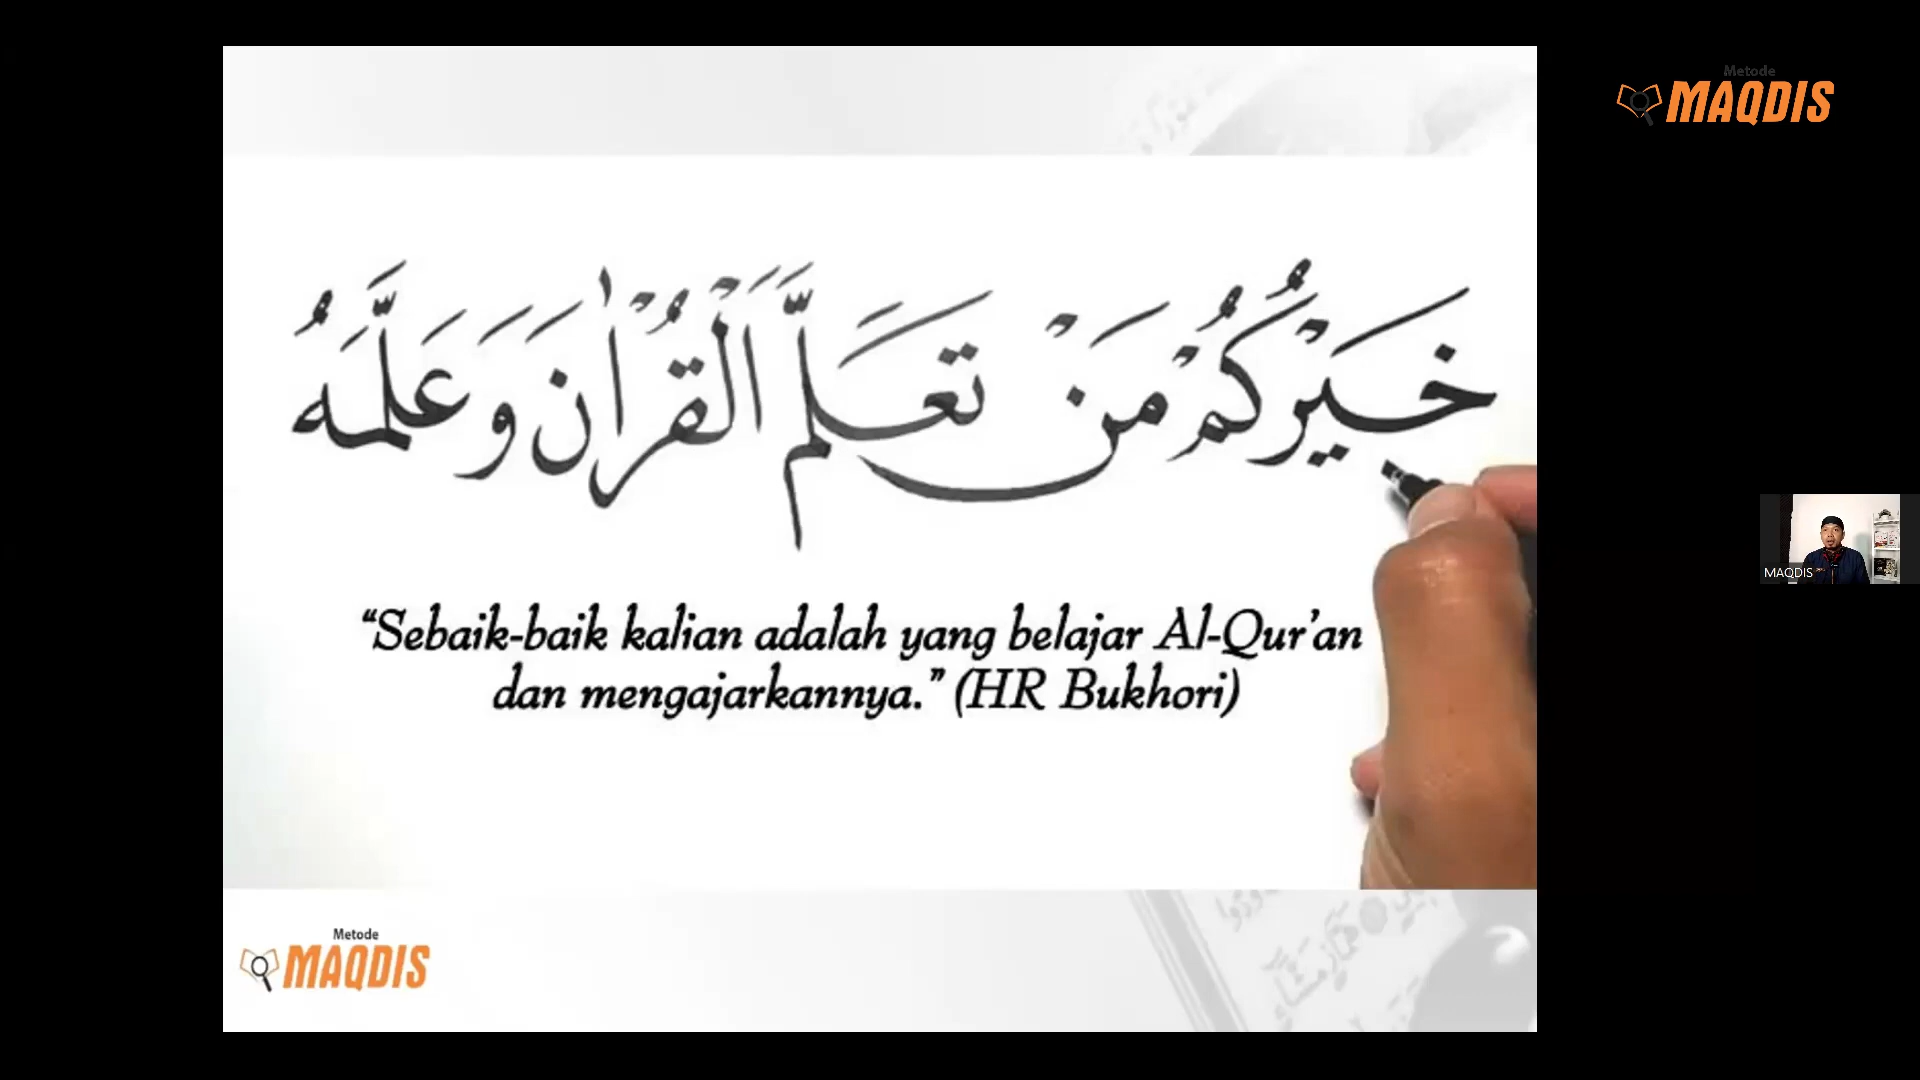 Metode
MAQDIS
خَيْرُكُمْ مَنْ تَعَلَّمَ الْقُرْاٰنَ وَعَلَّمَهُ
“Sebaik-baik kalian adalah yang belajar Al-Qur’an
dan mengajarkannya.” (HR Bukhori)
MAQDIS
Metode
MAQDIS